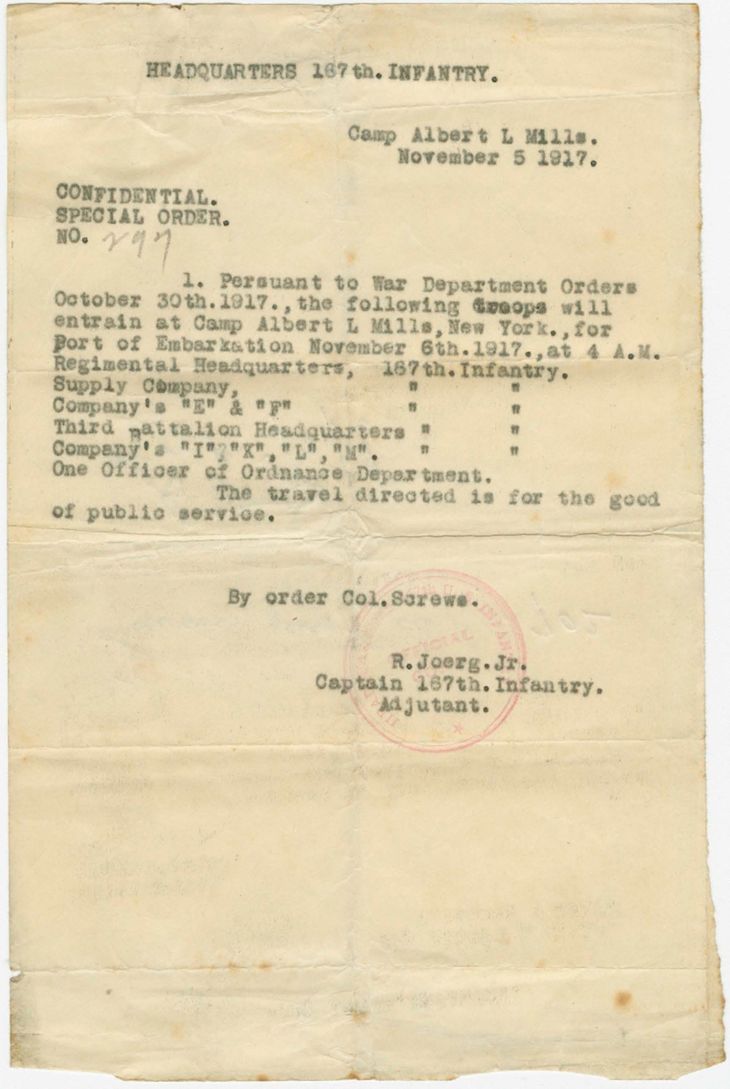 HEADQUARTERS 167th. INFANTRY.
Camp Albert L Mills.
November 5 1917.
CONFIDENTIAL.
SPECIAL ORDER.
NO. 297
1. Persuant to War Department Orders
October 30th.1917.,the following troops will
entrain at Camp Albert L Mills,New York.,for
Port of Embarkation November 6th.1917.,at 4 A.M.
Regimental Headquarters, 167th.Infantry.
Supply Company, " "
Company's "E" & "F" " "
Third Battalion Headquarters " "
Company's "I","K","L","M". " "
One Officer of Ordnance Department.
The travel directed is for the good
of public service.
By order Col.Screws.
R.Joerg.Jr.
Captain 167th.Infantry.
Adjutant.